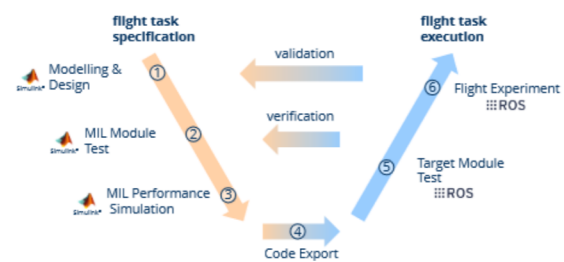 flight task
specification
flight task
execution
validation
① Modelling &
Simulink® Design
⑥ Flight Experiment
ROS
verification
② MIL Module
Simulink® Test
⑤ Target Module
Test
ROS
③ MIL Performance
Simulink® Simulation
④
Code Export